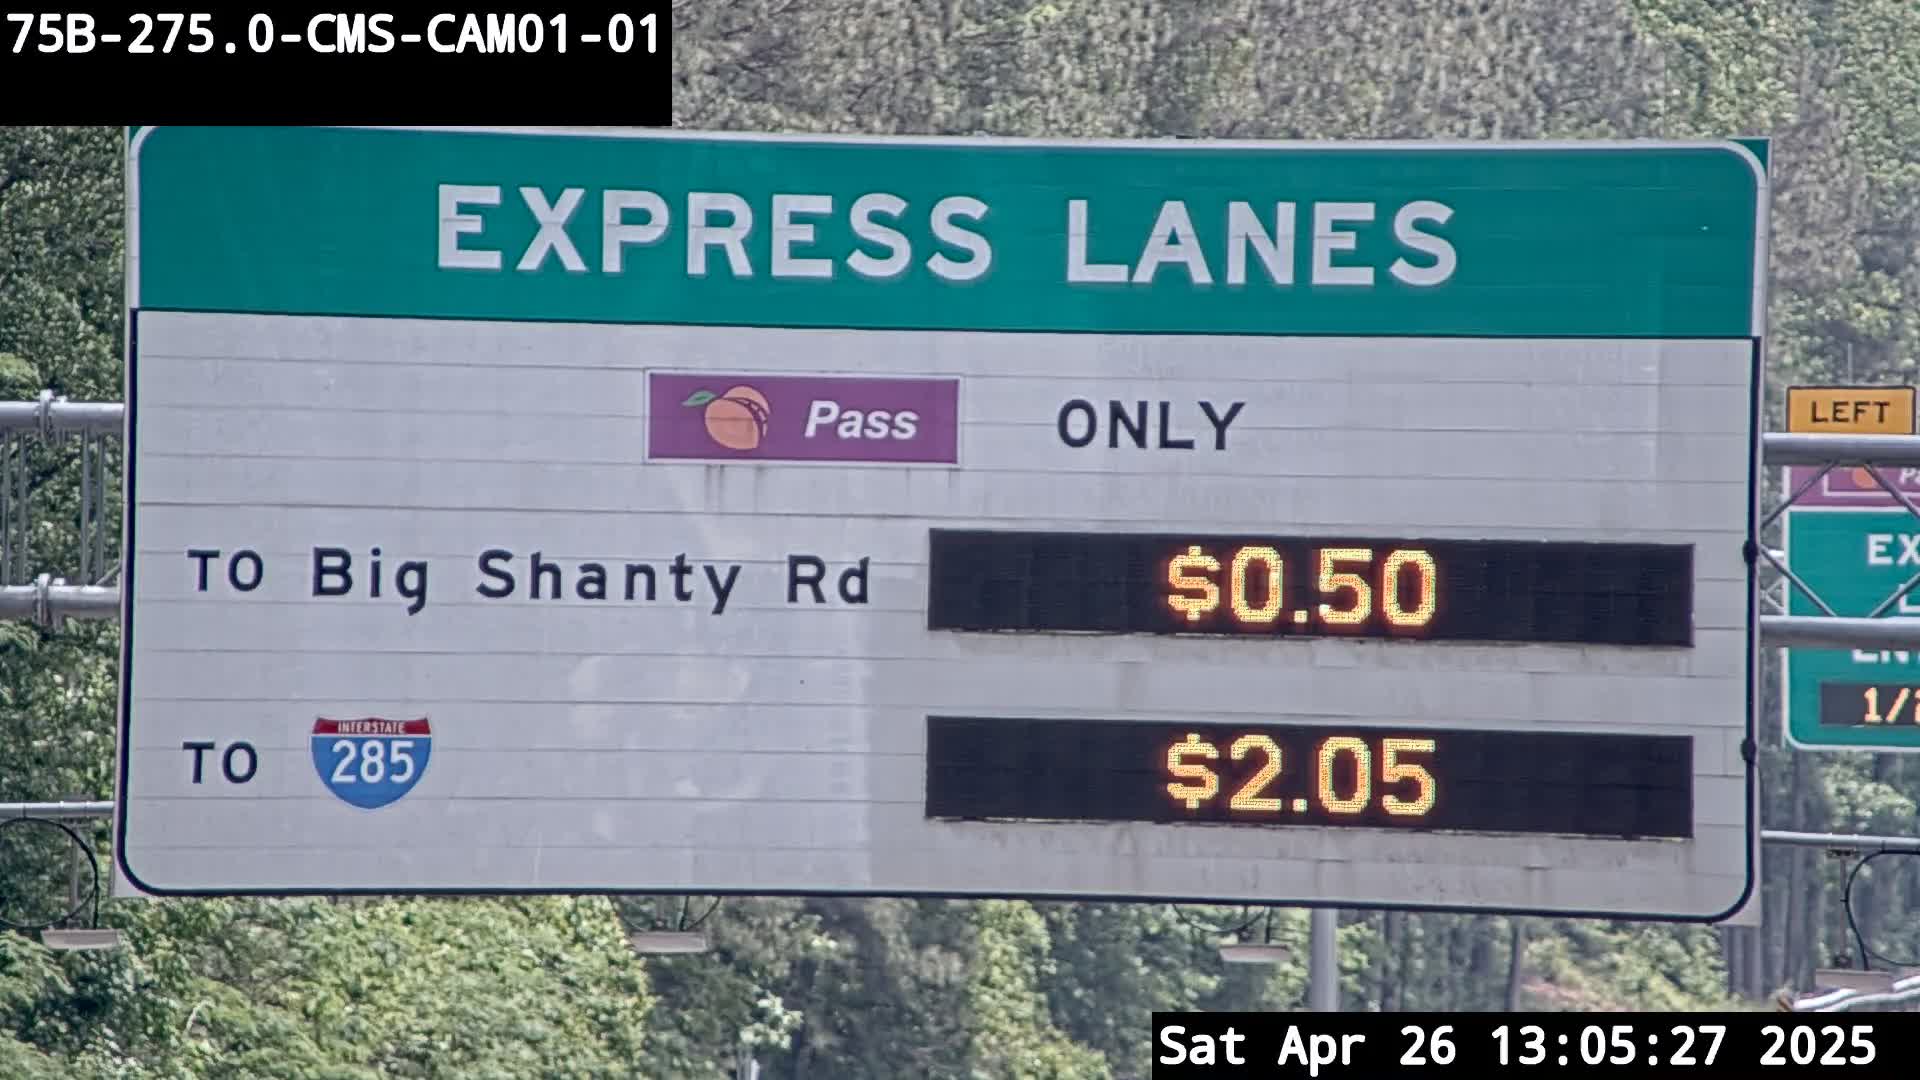 75B-275.0-CMS-CAM01-01
EXPRESS LANES
Pass ONLY
LEFT
TO Big Shanty Rd $0.50
TO INTERSTATE 285 $2.05
Sat Apr 26 13:05:27 2025